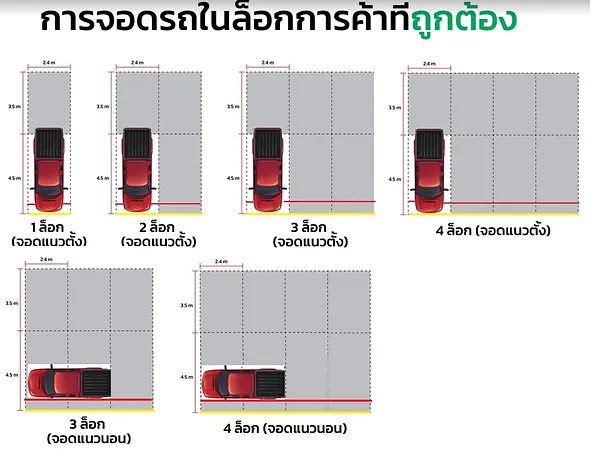 การจอดรถในล็อกการค้าที่ถูกต้อง
2.4 m
2.4 m
2.4 m
2.4 m
3.5 m
3.5 m
3.5 m
3.5 m
4.5 m
4.5 m
4.5 m
4.5 m
1 ล็อก
(จอดแนวตั้ง)
2 ล็อก
(จอดแนวตั้ง)
3 ล็อก
(จอดแนวตั้ง)
4 ล็อก (จอดแนวตั้ง)
2.4 m
2.4 m
3.5 m
3.5 m
4.5 m
4.5 m
3 ล็อก
(จอดแนวนอน)
4 ล็อก (จอดแนวนอน)